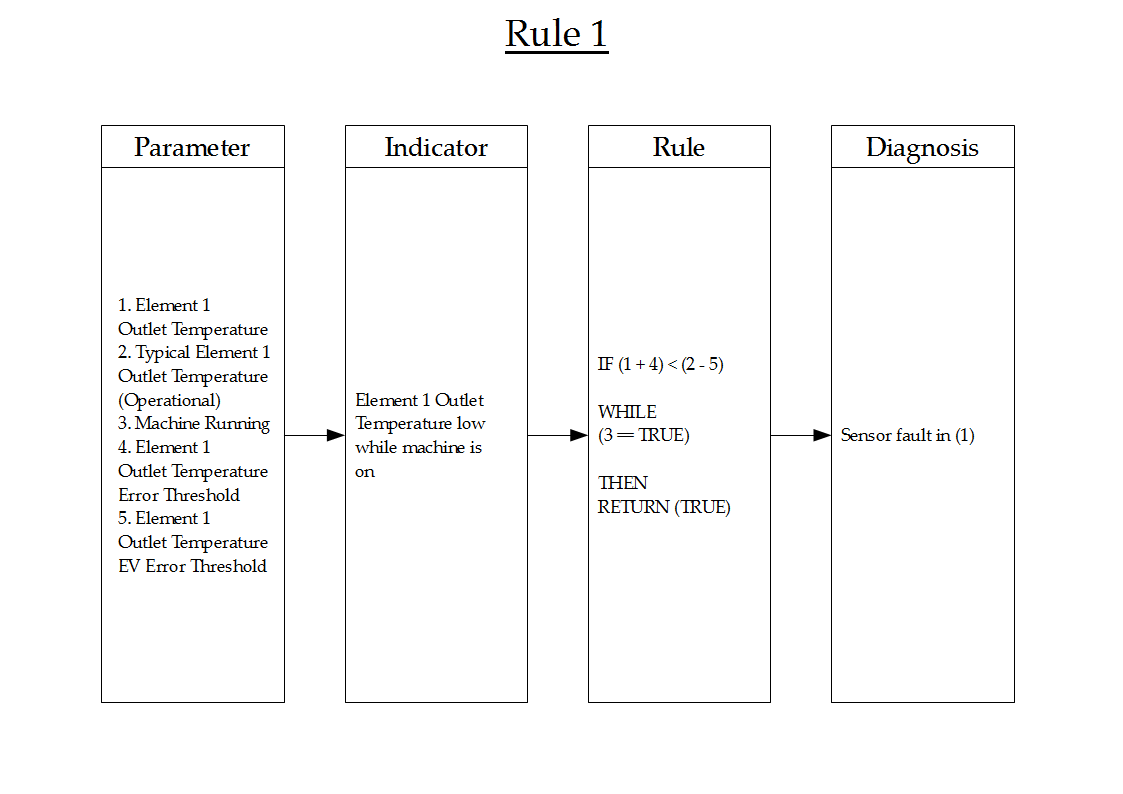 Rule 1
Parameter
1. Element 1
Outlet Temperature
2. Typical Element 1
Outlet Temperature
(Operational)
3. Machine Running
4. Element 1
Outlet Temperature
Error Threshold
5. Element 1
Outlet Temperature
EV Error Threshold
Indicator
Element 1 Outlet
Temperature low
while machine is
on
Rule
IF (1 + 4) < (2 - 5)
WHILE
(3 == TRUE)
THEN
RETURN (TRUE)
Diagnosis
Sensor fault in (1)